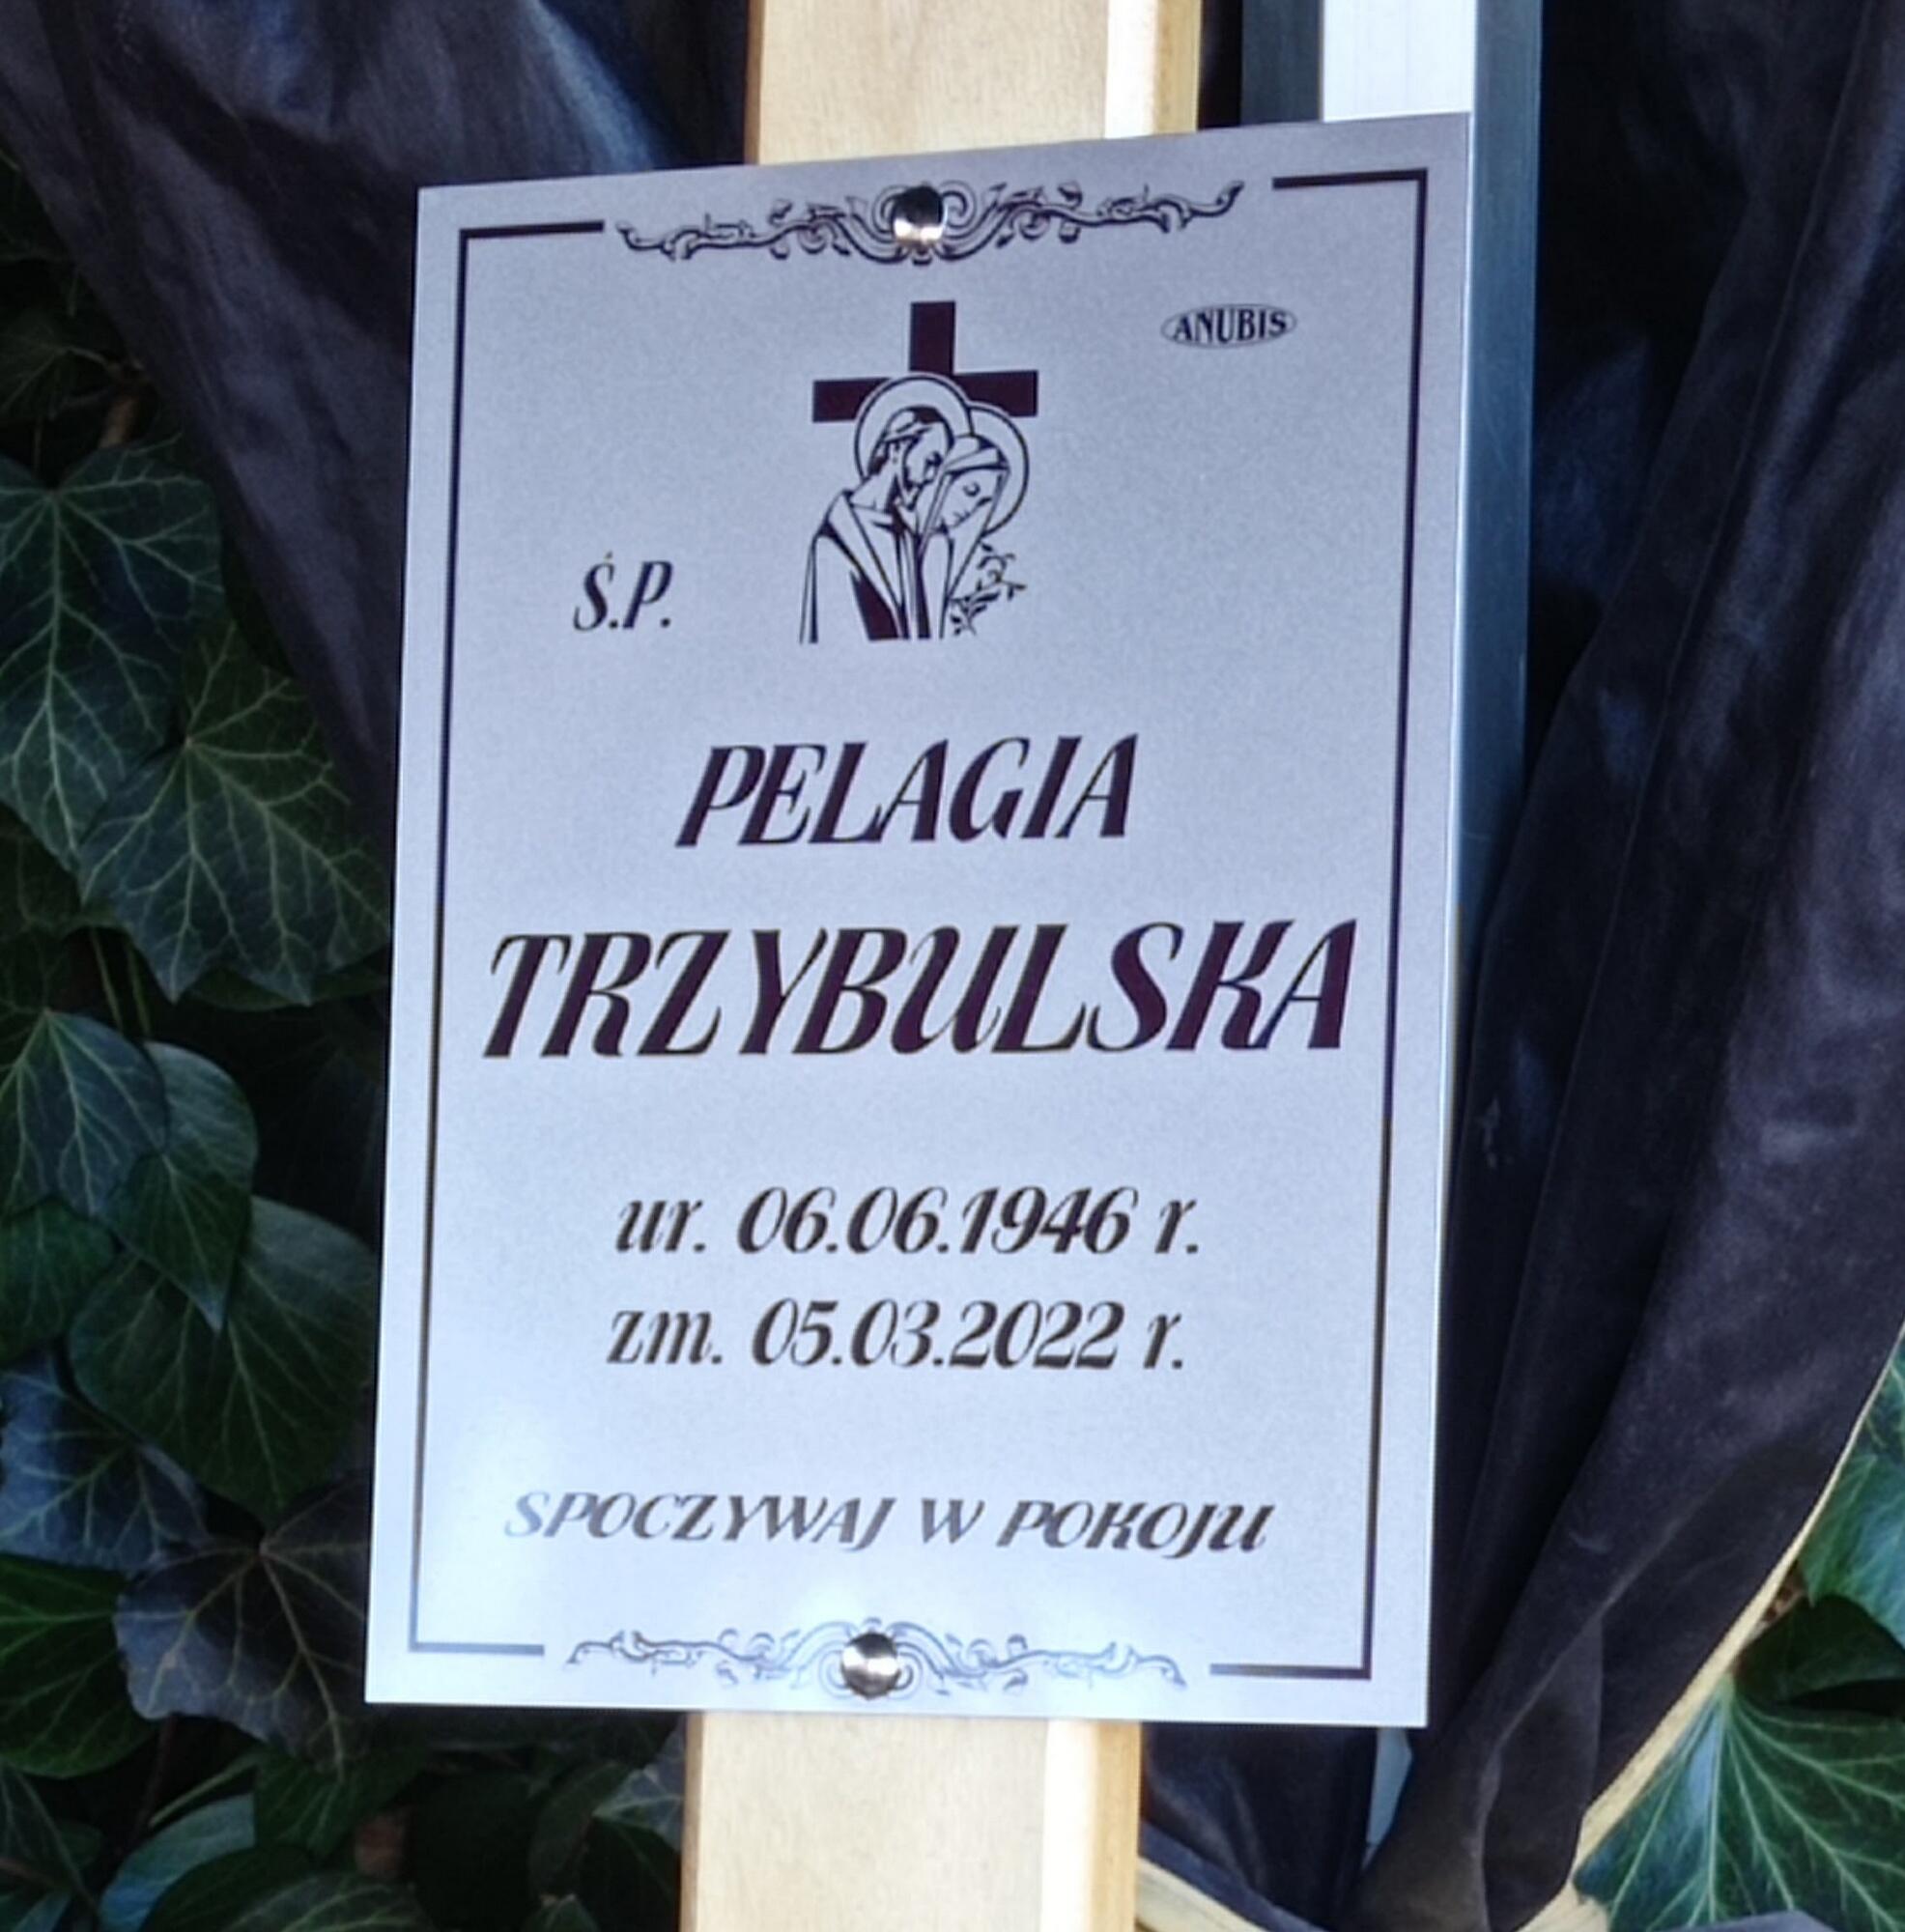 ANUBIS
Ś.P.
PELAGIA
TRZYBULSKA
ur. 06.06.1946 r.
zm. 05.03.2022 r.
SPOCZYWAJ W POKOJU